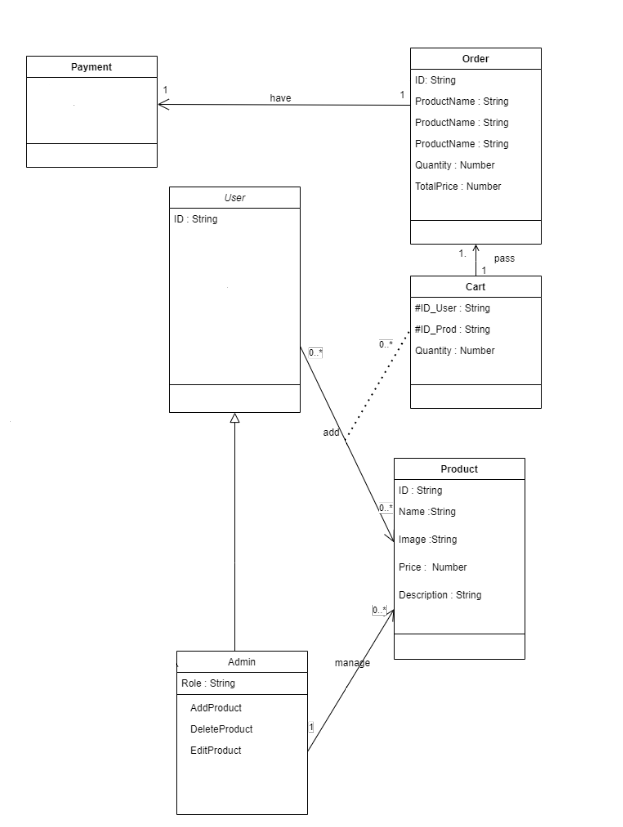 Payment
1
have
1
Order
ID: String
ProductName : String
ProductName : String
ProductName : String
Quantity : Number
TotalPrice : Number
User
ID : String
1.
pass
1
Cart
#ID_User : String
#ID_Prod : String
Quantity : Number
0..*
0..*
add
0..*
Product
ID : String
Name :String
Image :String
Price : Number
Description : String
0..*
Admin
Role : String
AddProduct
DeleteProduct
EditProduct
manage
1